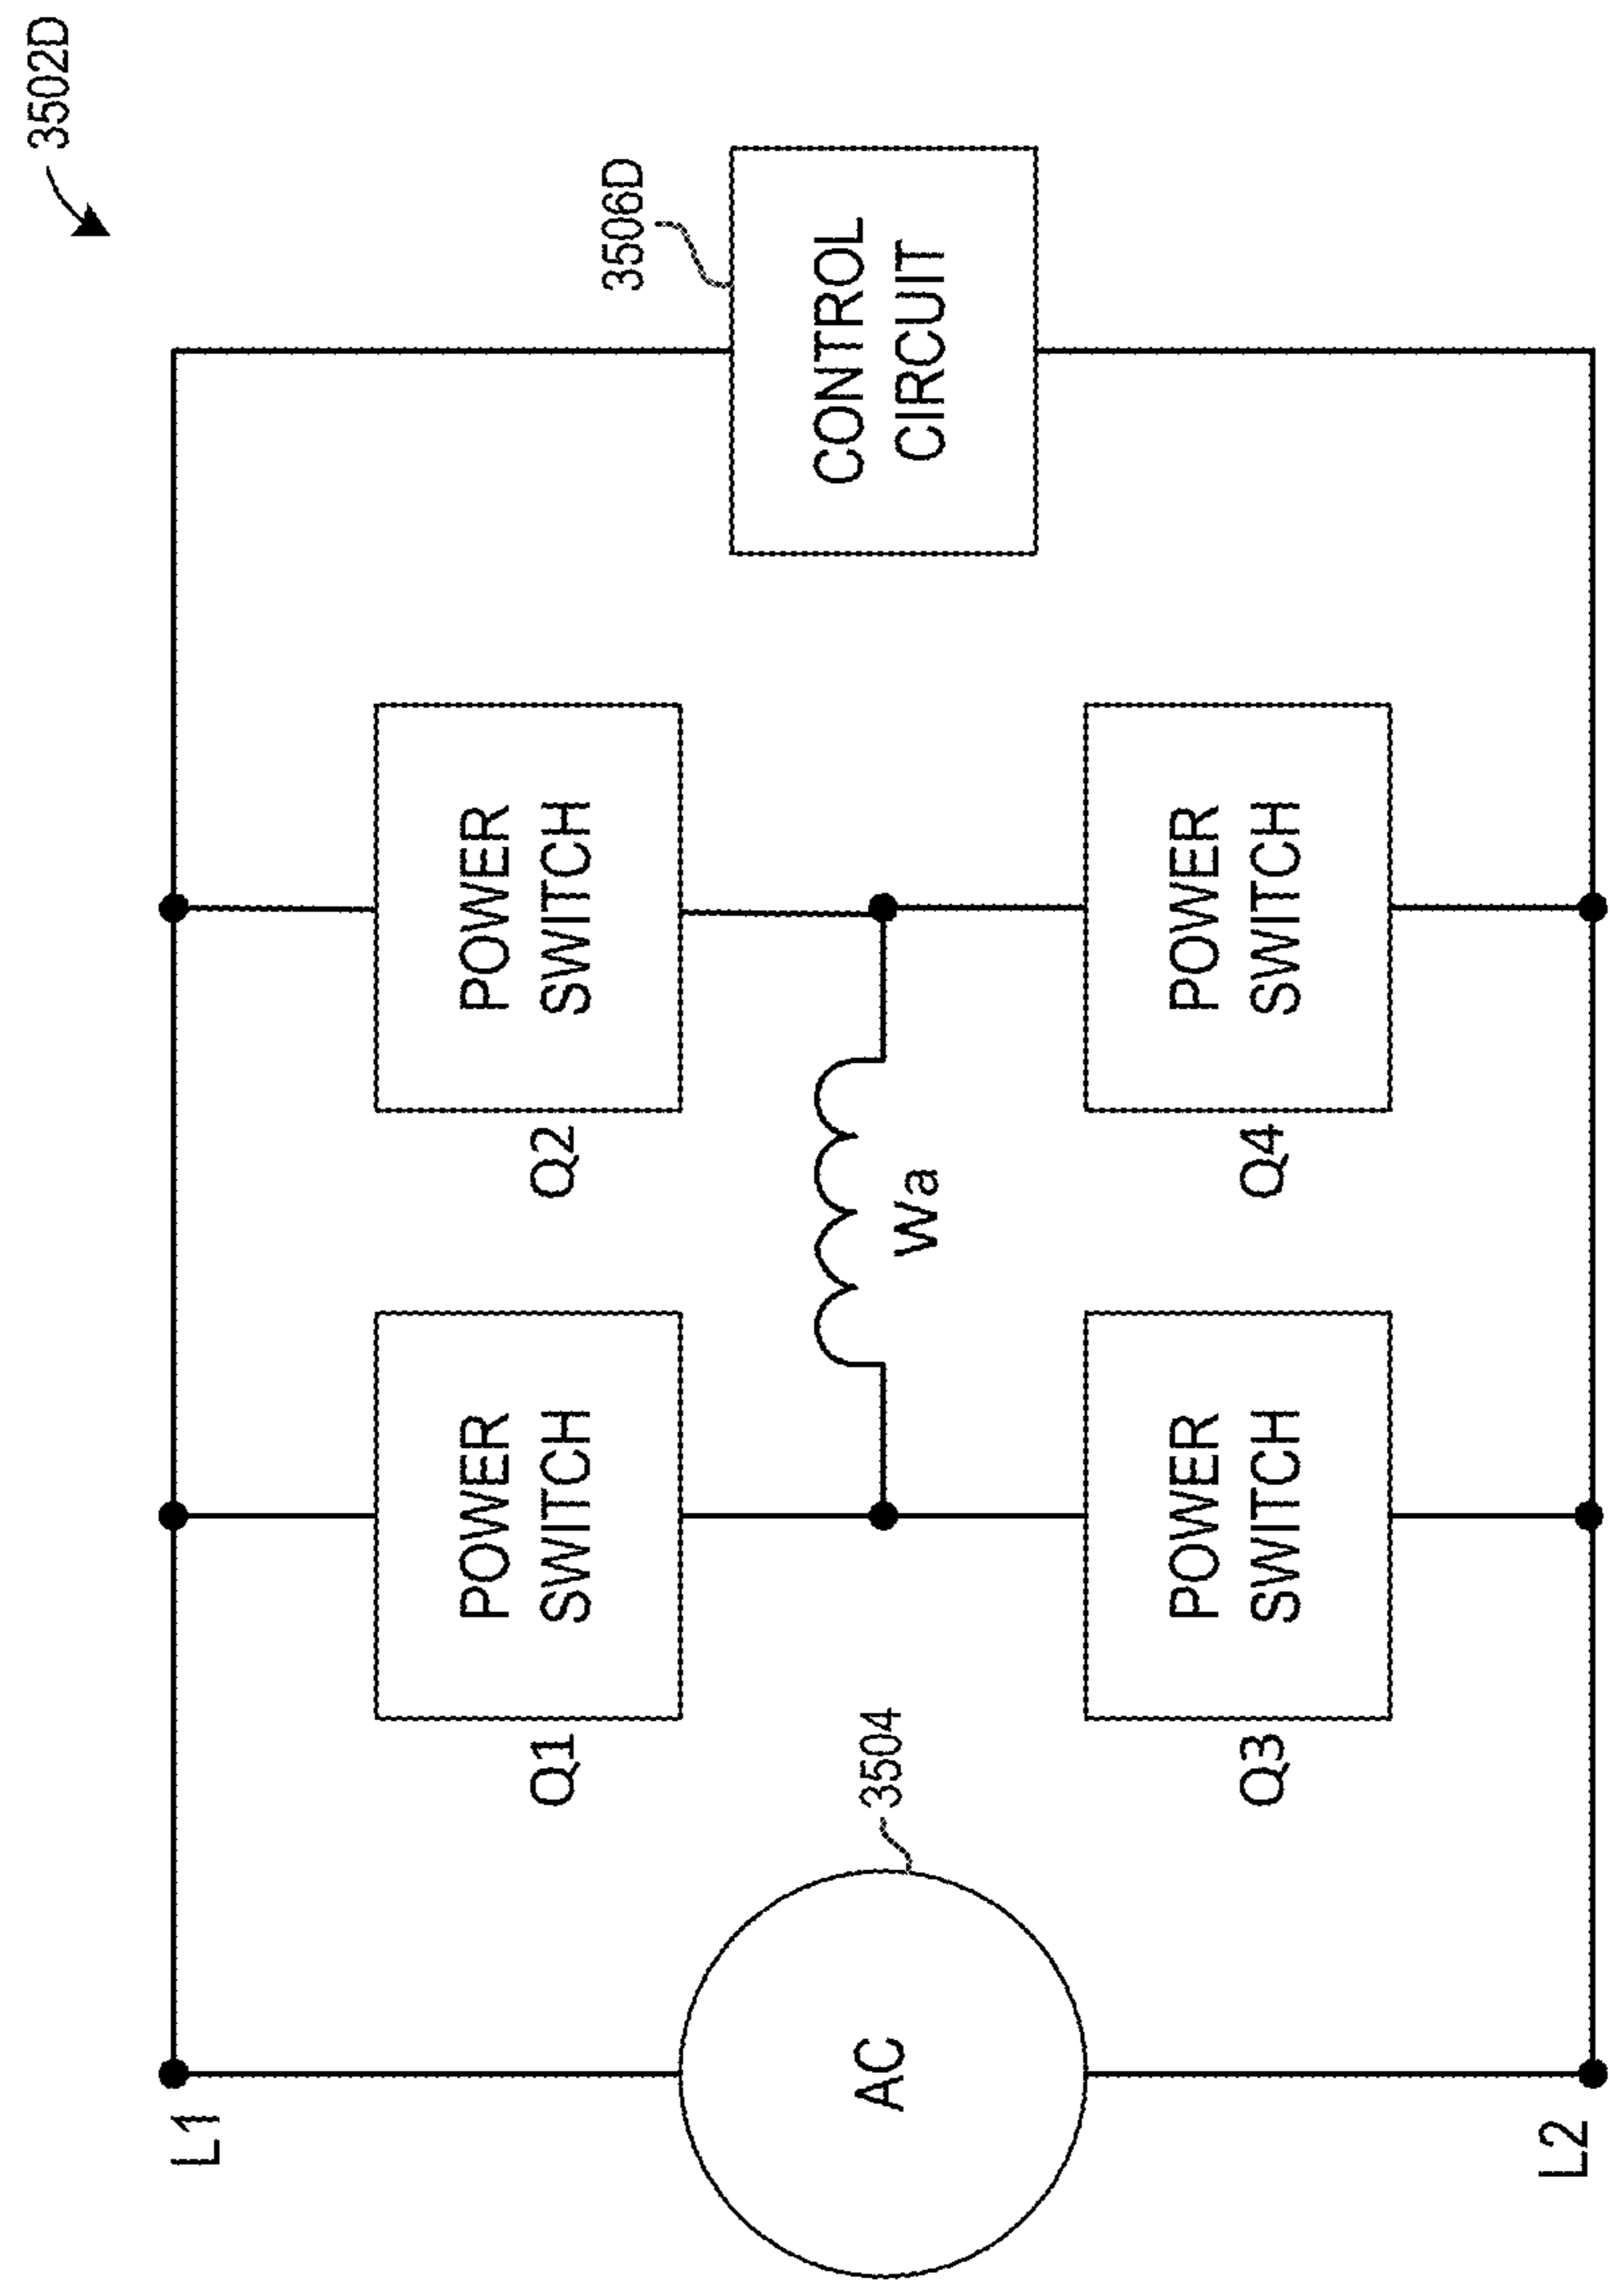 3502D
L1
Q1
POWER
SWITCH
Q2
POWER
SWITCH
3506D
CONTROL
CIRCUIT
AC
3504
Wa
Q3
POWER
SWITCH
Q4
POWER
SWITCH
L2